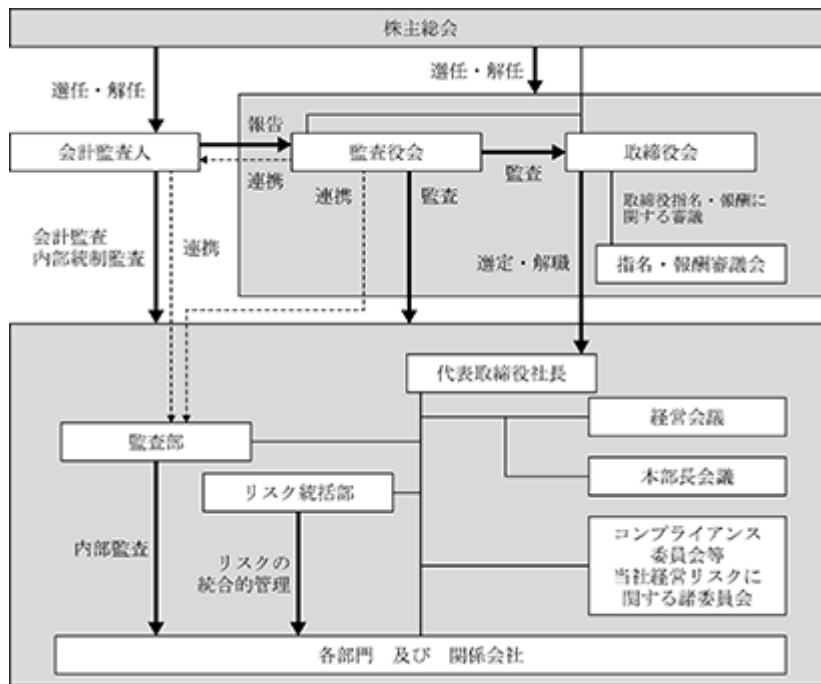 株主総会
選任・解任
選任・解任
会計監査人
報告
監査役会
取締役会
連携
連携
監査
監査
取締役指名・報酬に
関する審議
会計監査
内部統制監査
連携
選定・解職
指名・報酬審議会
代表取締役社長
経営会議
監査部
本部長会議
リスク統括部
内部監査
リスクの
統合的管理
コンプライアンス
委員会等
当社経営リスクに
関する諸委員会
各部門 及び 関係会社